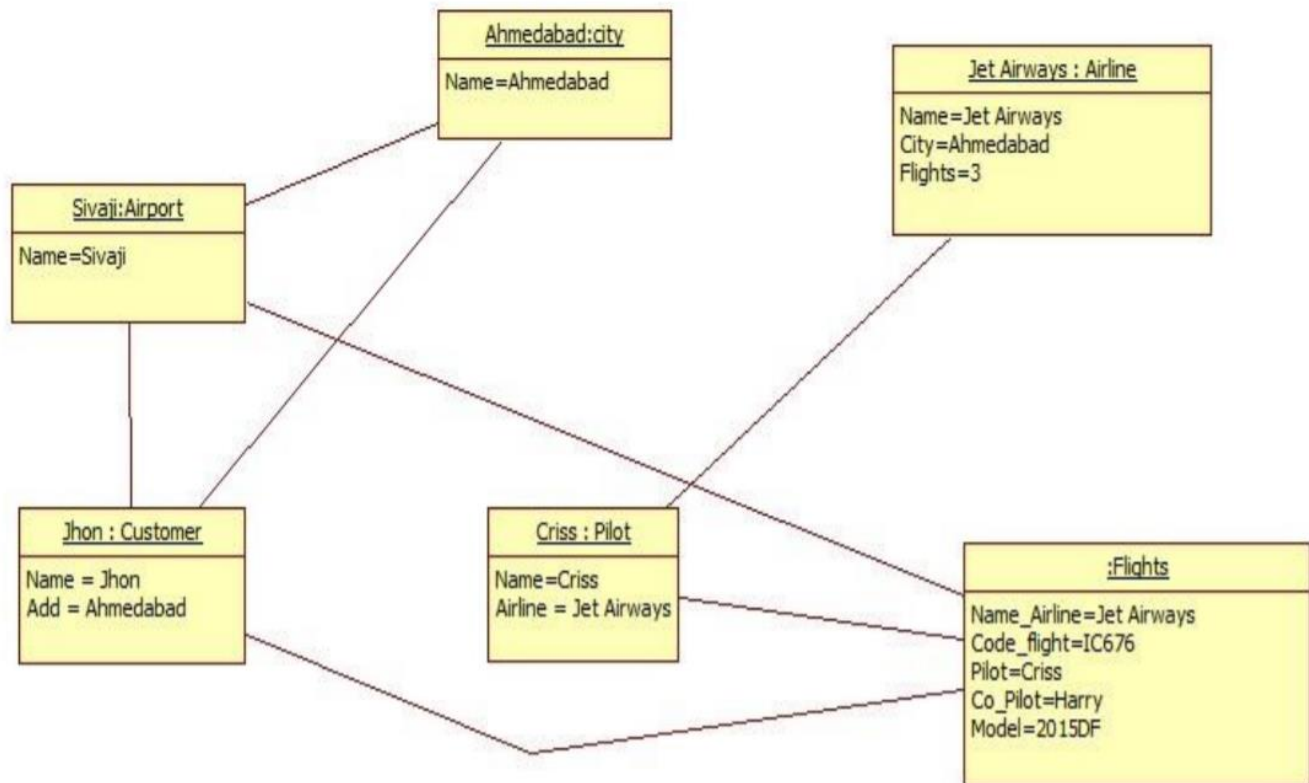 Ahmedabad:city
Name=Ahmedabad
Jet Airways : Airline
Name=Jet Airways
City=Ahmedabad
Flights=3
Sivaji:Airport
Name=Sivaji
Jhon : Customer
Name = Jhon
Add = Ahmedabad
Criss : Pilot
Name=Criss
Airline = Jet Airways
:Flights
Name_Airline=Jet Airways
Code_flight=IC676
Pilot=Criss
Co_Pilot=Harry
Model=2015DF